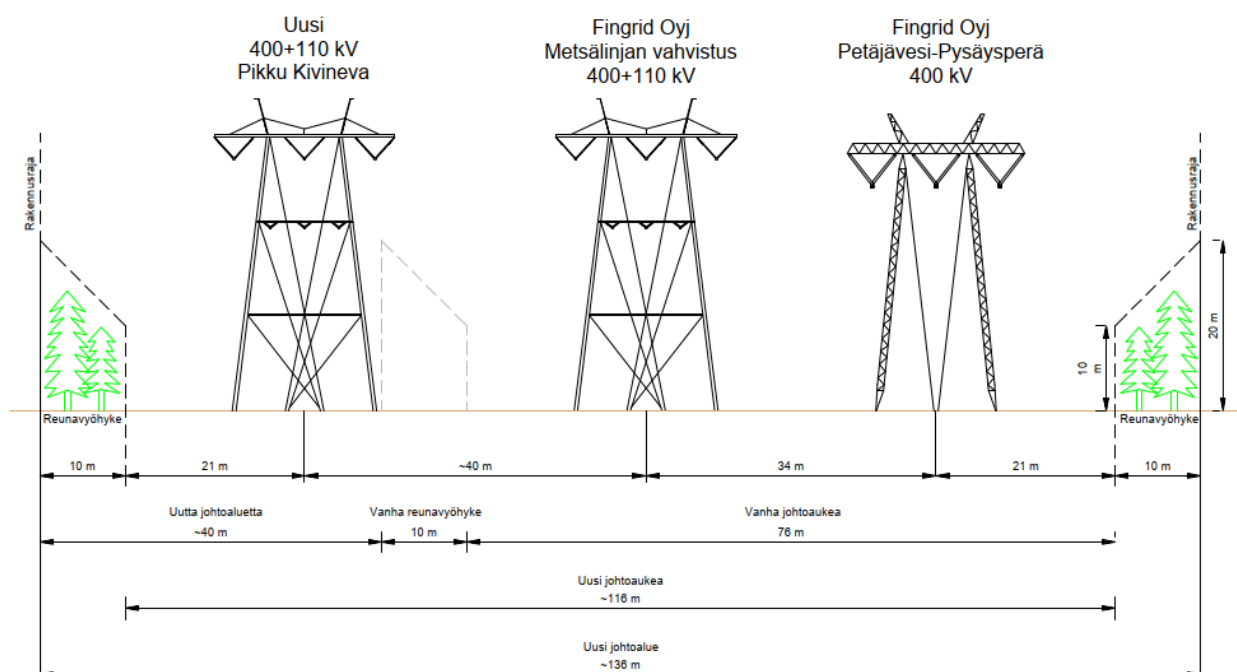 Uusi
400+110 kV
Pikku Kivineva
Fingrid Oyj
Metsälinjan vahvistus
400+110 kV
Fingrid Oyj
Petäjävesi-Pysäysperä
400 kV
Rakennusraja
Rakennusraja
20 m
10 m
Reunavyöhyke
Reunavyöhyke
10 m
21 m
~40 m
34 m
21 m
10 m
Uutta johtoaluetta
~40 m
Vanha reunavyöhyke
10 m
Vanha johtoaukea
76 m
Uusi johtoaukea
~116 m
Uusi johtoalue
~136 m